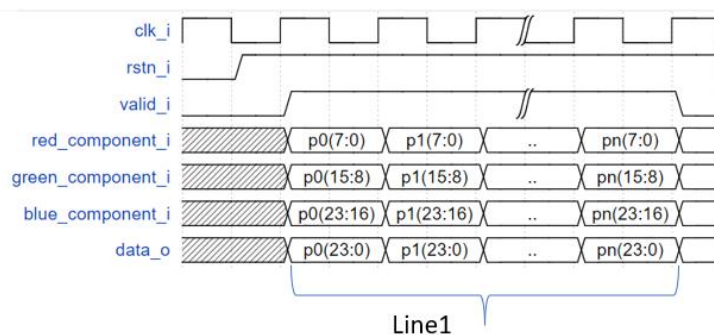 clk_i
rstn_i
valid_i
red_component_i p0(7:0) p1(7:0) .. pn(7:0)
green_component_i p0(15:8) p1(15:8) .. pn(15:8)
blue_component_i p0(23:16) p1(23:16) .. pn(23:16)
data_o p0(23:0) p1(23:0) .. pn(23:0)
Line1